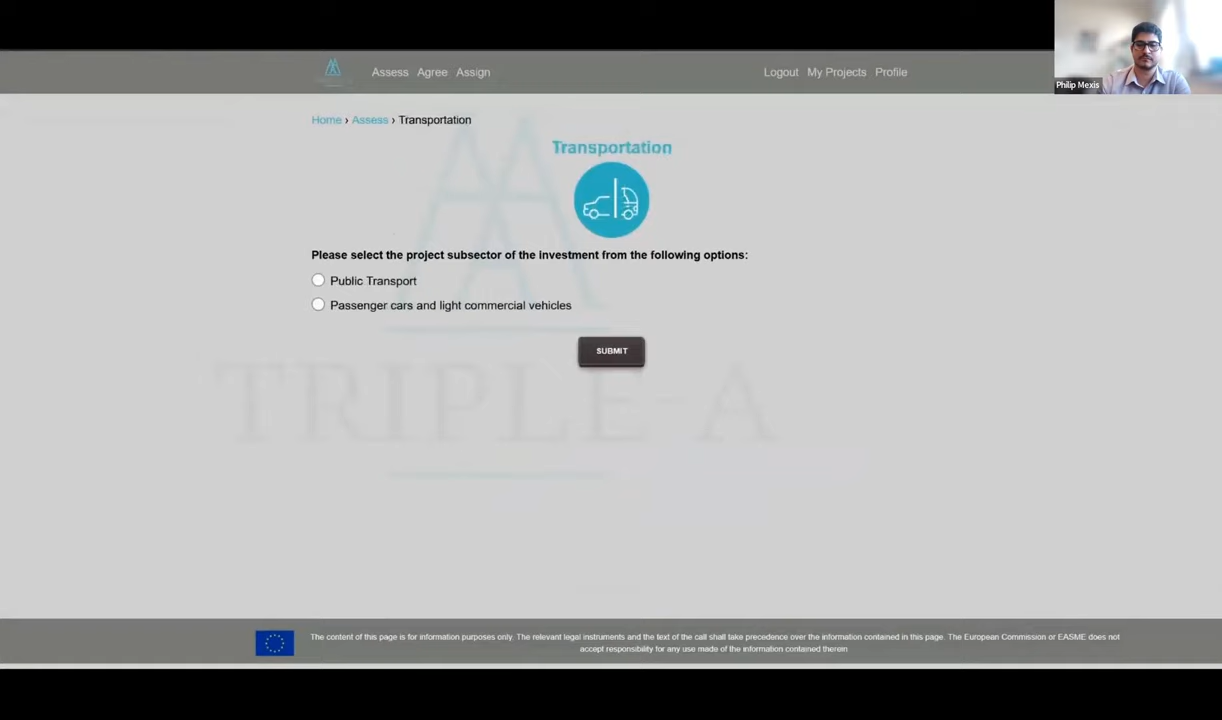 Assess Agree Assign
Logout My Projects Profile
Philip Mexis
Home › Assess › Transportation
Transportation
Please select the project subsector of the investment from the following options:
Public Transport
Passenger cars and light commercial vehicles
SUBMIT
TRIPLE-A
The content of this page is for information purposes only. The relevant legal instruments and the text of the call shall take precedence over the information contained in this page. The European Commission or EASME does not
accept responsibility for any use made of the information contained therein